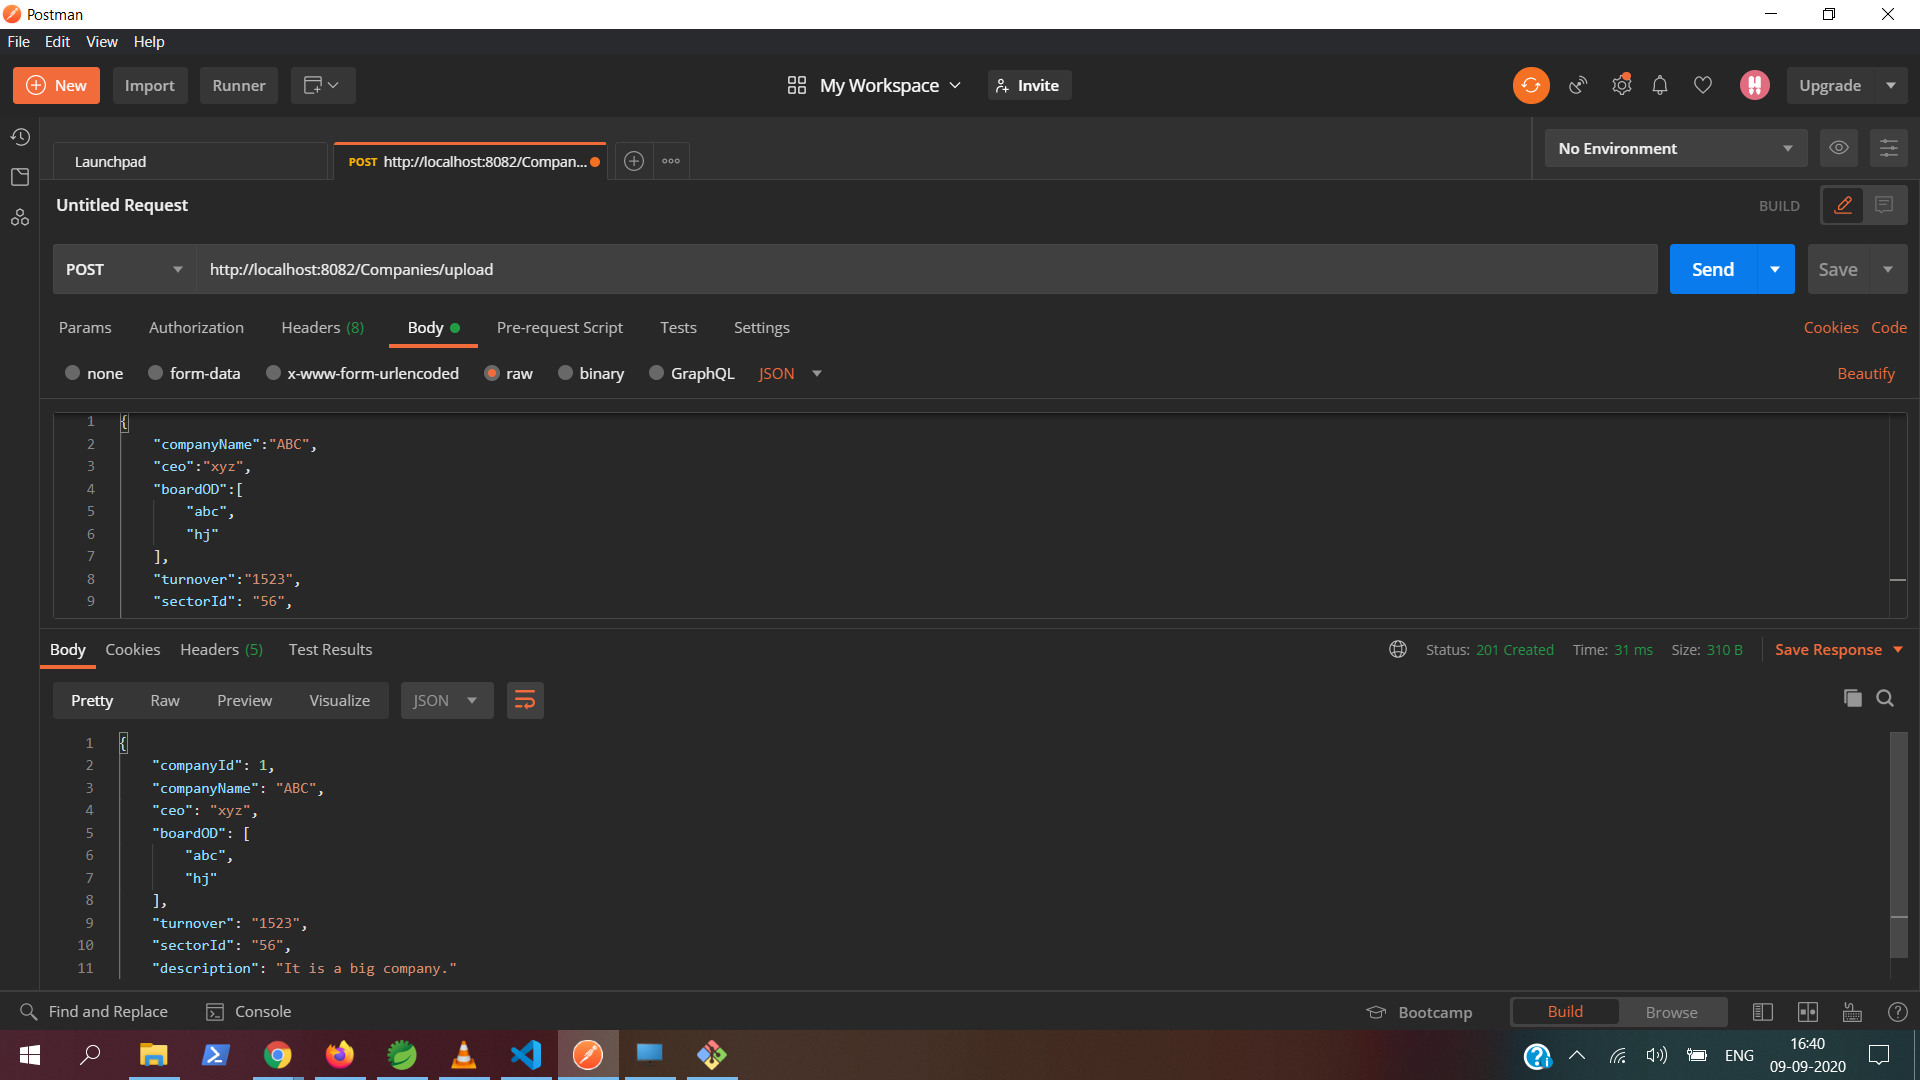 Postman
File Edit View Help
New Import Runner My Workspace Invite Upgrade
Launchpad POST http://localhost:8082/Compan... No Environment
Untitled Request BUILD
POST http://localhost:8082/Companies/upload Send Save
Params Authorization Headers (8) Body Pre-request Script Tests Settings Cookies Code
none form-data x-www-form-urlencoded raw binary GraphQL JSON Beautify
1 {
2 "companyName":"ABC",
3 "ceo":"xyz",
4 "boardOD":[
5 "abc",
6 "hj"
7 ],
8 "turnover":"1523",
9 "sectorId": "56",
Body Cookies Headers (5) Test Results Status: 201 Created Time: 31 ms Size: 310 B Save Response
Pretty Raw Preview Visualize JSON
1 {
2 "companyId": 1,
3 "companyName": "ABC",
4 "ceo": "xyz",
5 "boardOD": [
6 "abc",
7 "hj"
8 ],
9 "turnover": "1523",
10 "sectorId": "56",
11 "description": "It is a big company."
Find and Replace Console Bootcamp Build Browse
ENG 16:40
09-09-2020